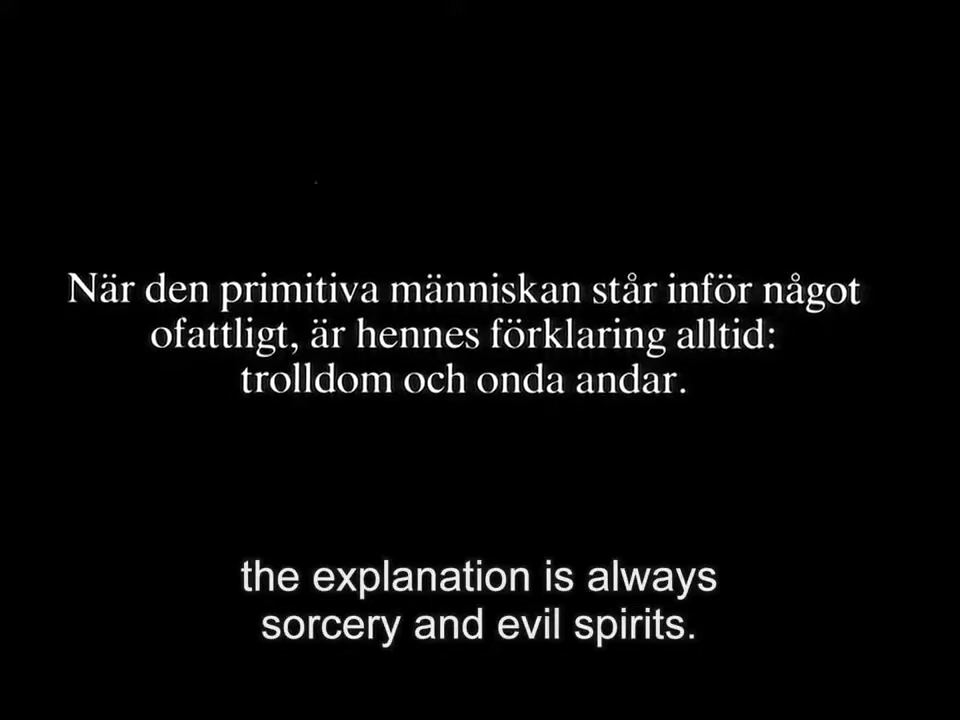 När den primitiva människan står inför något
ofattligt, är hennes förklaring alltid:
trolldom och onda andar.
the explanation is always
sorcery and evil spirits.